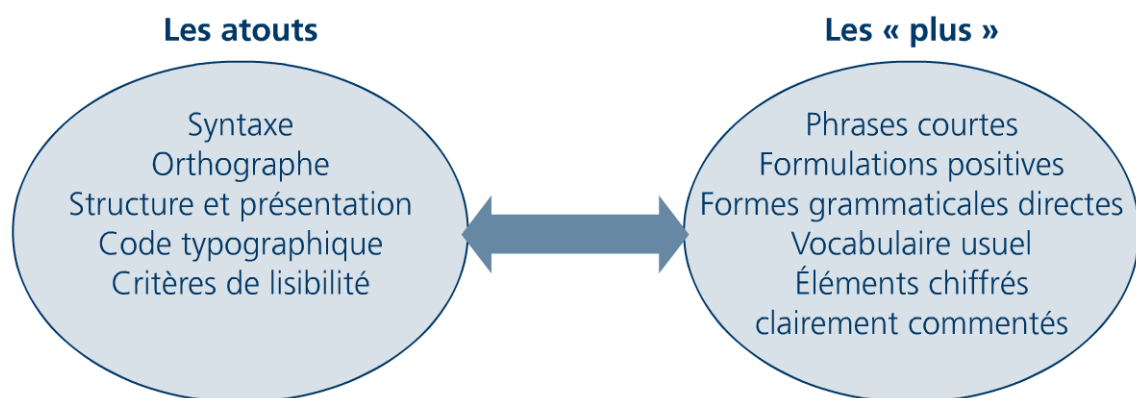 Les atouts
Syntaxe
Orthographe
Structure et présentation
Code typographique
Critères de lisibilité
Les « plus »
Phrases courtes
Formulations positives
Formes grammaticales directes
Vocabulaire usuel
Éléments chiffrés
clairement commentés